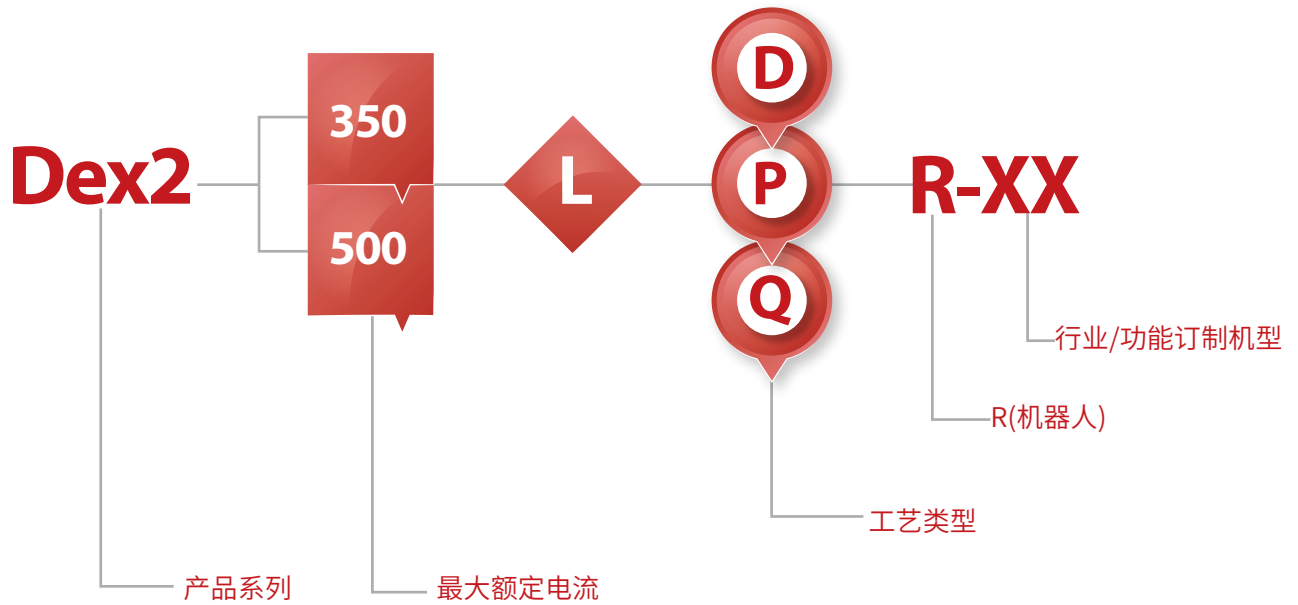 Dex2
350
500
L
D
P
Q
R-XX
行业/功能订制机型
R(机器人)
工艺类型
产品系列
最大额定电流